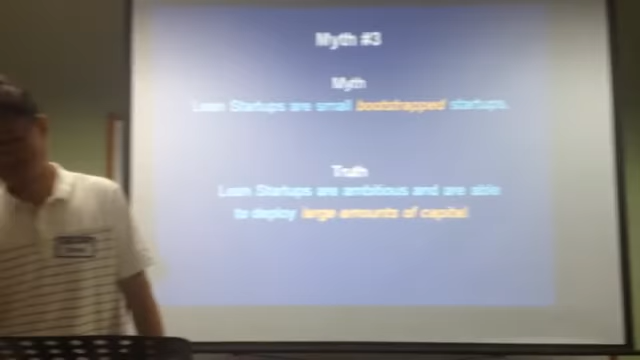 Myth #3
Myth
Lean Startups are small bootstrapped startups.
Truth
Lean Startups are ambitious and are able
to deploy large amounts of capital.